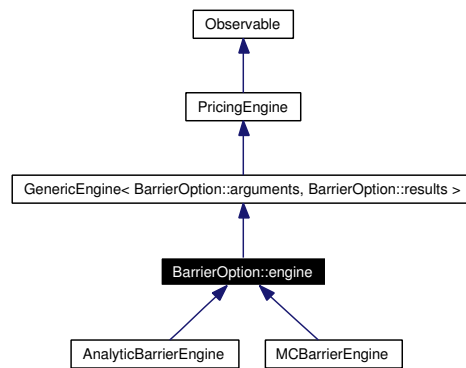 Observable
PricingEngine
GenericEngine< BarrierOption::arguments, BarrierOption::results >
BarrierOption::engine
AnalyticBarrierEngine
MCBarrierEngine